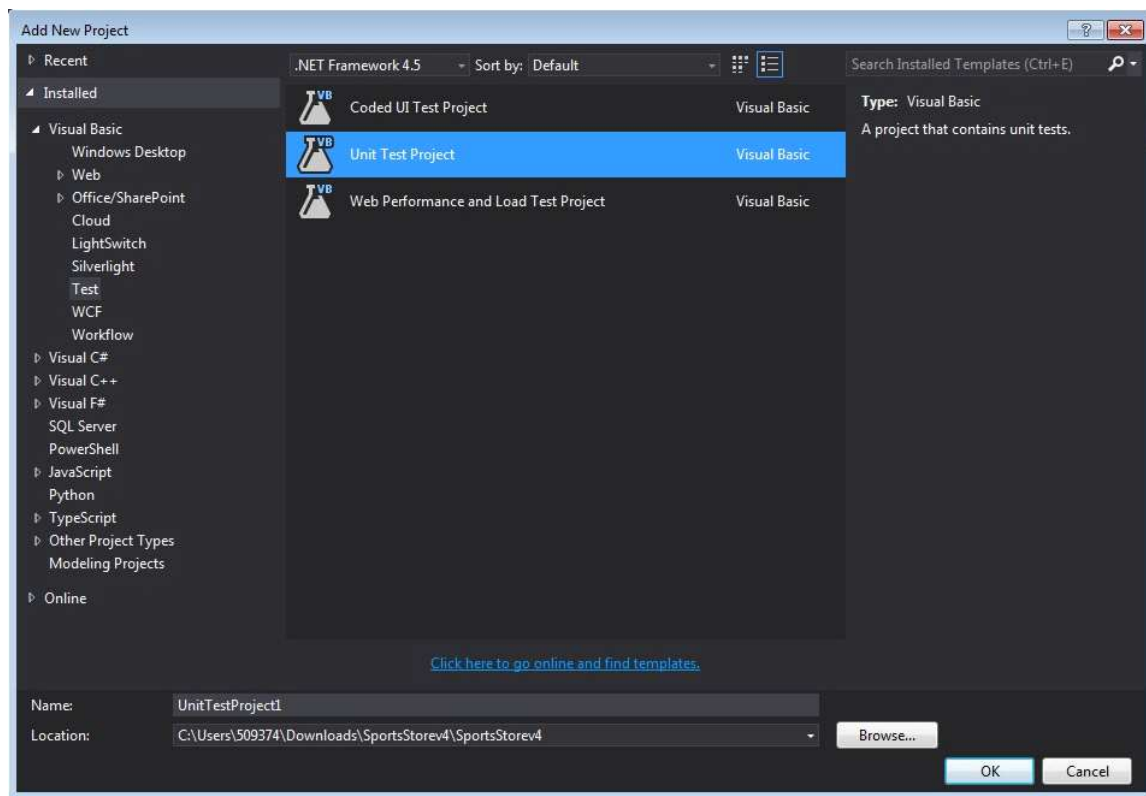 Add New Project
Recent
.NET Framework 4.5
Sort by: Default
Search Installed Templates (Ctrl+E)
Installed
Visual Basic
Windows Desktop
Web
Office/SharePoint
Cloud
LightSwitch
Silverlight
Test
WCF
Workflow
Visual C#
Visual C++
Visual F#
SQL Server
PowerShell
JavaScript
Python
TypeScript
Other Project Types
Modeling Projects
Online
VB Coded UI Test Project Visual Basic
VB Unit Test Project Visual Basic
VB Web Performance and Load Test Project Visual Basic
Type: Visual Basic
A project that contains unit tests.
Click here to go online and find templates.
Name: UnitTestProject1
Location: C:\Users\509374\Downloads\SportsStorev4\SportsStorev4
Browse...
OK Cancel